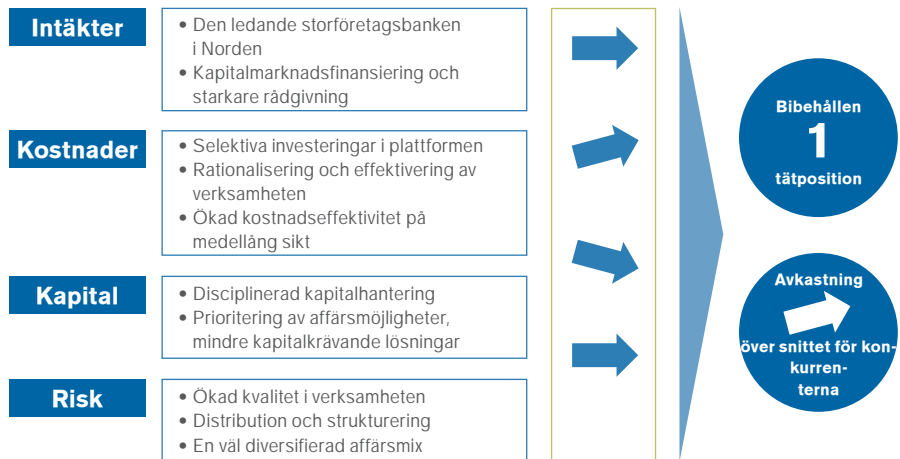 Intäkter
• Den ledande storföretagsbanken
i Norden
• Kapitalmarknadsfinansiering och
starkare rådgivning
Kostnader
• Selektiva investeringar i plattformen
• Rationalisering och effektivering av
verksamheten
• Ökad kostnadseffektivitet på
medellång sikt
Kapital
• Disciplinerad kapitalhantering
• Prioritering av affärsmöjligheter,
mindre kapitalkrävande lösningar
Risk
• Ökad kvalitet i verksamheten
• Distribution och strukturering
• En väl diversifierad affärsmix
Bibehållen
1
tätposition
Avkastning
över snittet för kon-
kurren-
terna